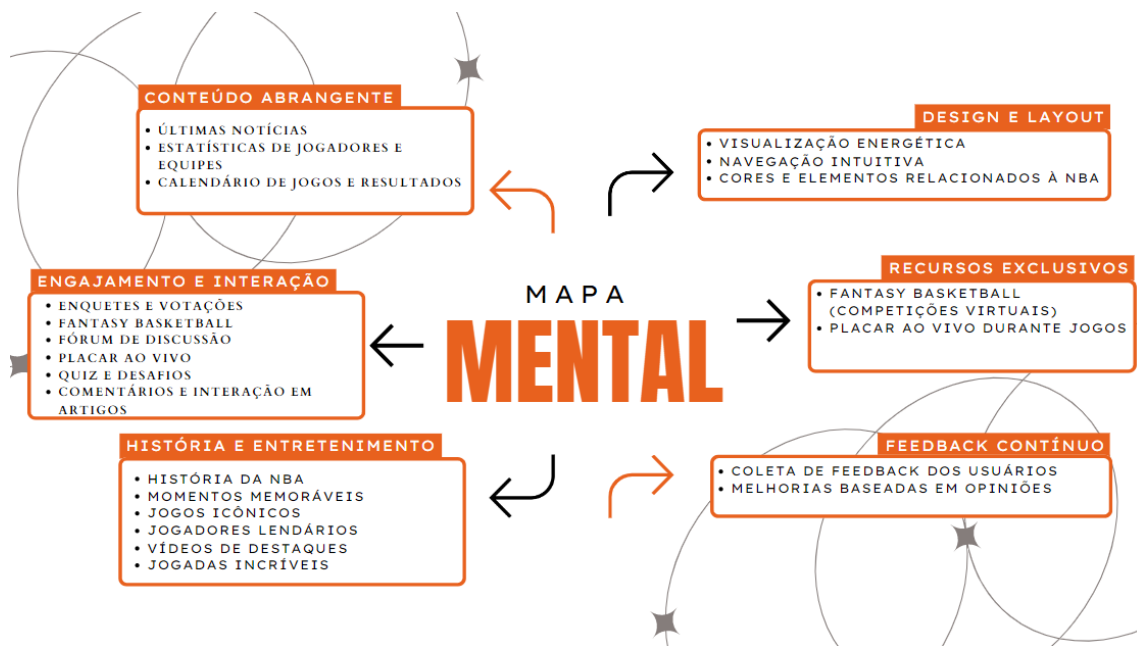 CONTEÚDO ABRANGENTE
• ÚLTIMAS NOTÍCIAS
• ESTATÍSTICAS DE JOGADORES E
EQUIPES
• CALENDÁRIO DE JOGOS E RESULTADOS
ENGAJAMENTO E INTERAÇÃO
• ENQUETES E VOTAÇÕES
• FANTASY BASKETBALL
• FÓRUM DE DISCUSSÃO
• PLACAR AO VIVO
• QUIZ E DESAFIOS
• COMENTÁRIOS E INTERAÇÃO EM
ARTIGOS
HISTÓRIA E ENTRETENIMENTO
• HISTÓRIA DA NBA
• MOMENTOS MEMORÁVEIS
• JOGOS ICÔNICOS
• JOGADORES LENDÁRIOS
• VÍDEOS DE DESTAQUES
• JOGADAS INCRÍVEIS
MAPA
MENTAL
DESIGN E LAYOUT
• VISUALIZAÇÃO ENERGÉTICA
• NAVEGAÇÃO INTUITIVA
• CORES E ELEMENTOS RELACIONADOS À NBA
RECURSOS EXCLUSIVOS
• FANTASY BASKETBALL
(COMPETIÇÕES VIRTUAIS)
• PLACAR AO VIVO DURANTE JOGOS
FEEDBACK CONTÍNUO
• COLETA DE FEEDBACK DOS USUÁRIOS
• MELHORIAS BASEADAS EM OPINIÕES